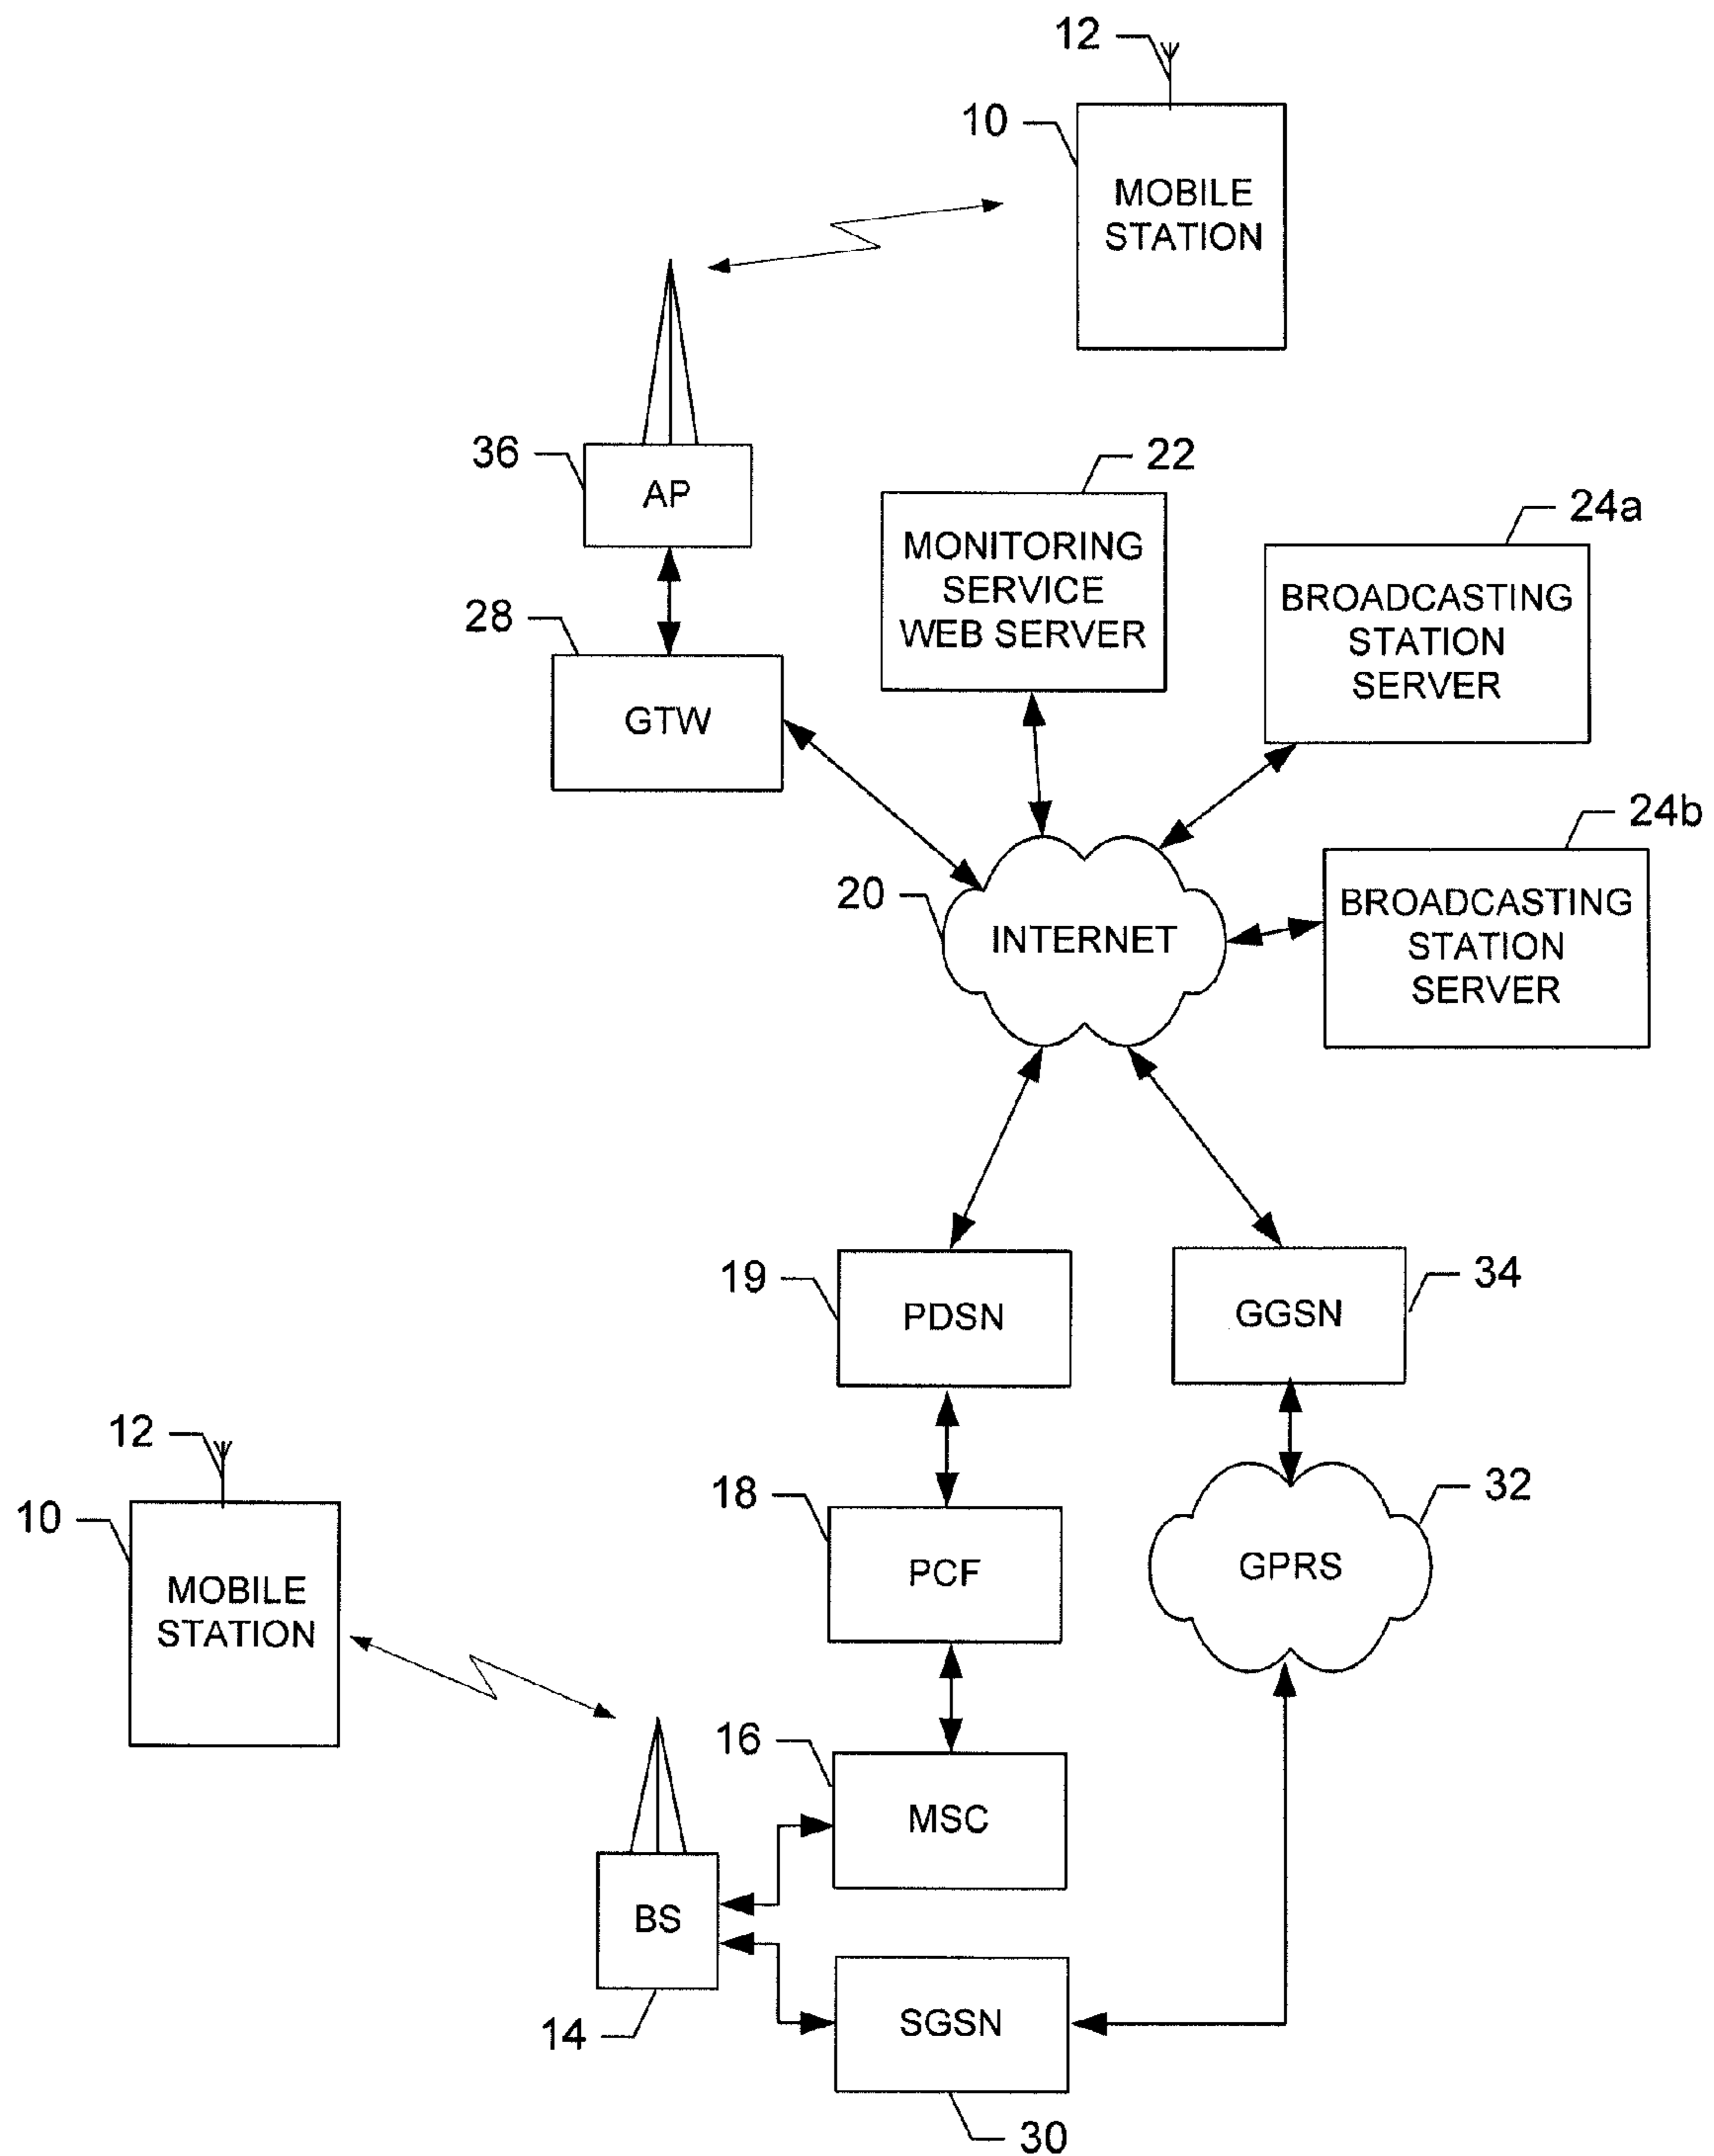 12
10
MOBILE
STATION
36
AP
22
MONITORING
SERVICE
WEB SERVER
24a
BROADCASTING
STATION
SERVER
28
GTW
24b
BROADCASTING
STATION
SERVER
20
INTERNET
19
PDSN
34
GGSN
12
10
MOBILE
STATION
18
PCF
32
GPRS
16
MSC
BS
14
SGSN
30